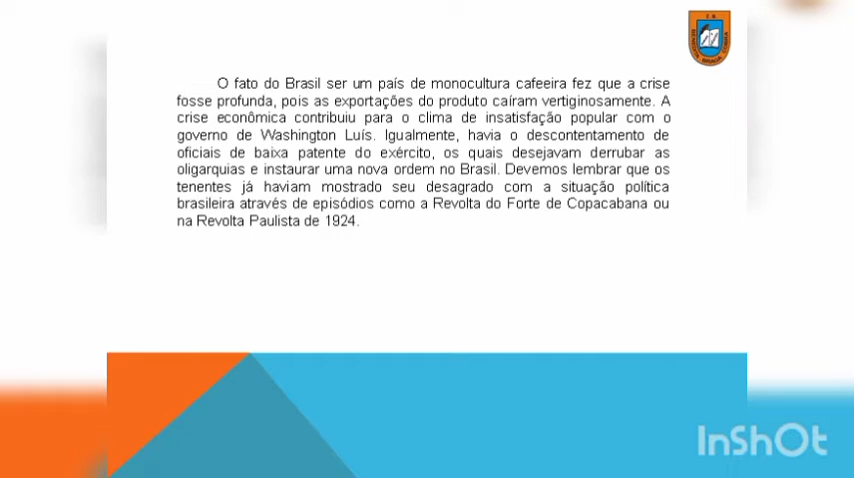 O fato do Brasil ser um país de monocultura cafeeira fez que a crise
fosse profunda, pois as exportações do produto caíram vertiginosamente. A
crise econômica contribuiu para o clima de insatisfação popular com o
governo de Washington Luís. Igualmente, havia o descontentamento de
oficiais de baixa patente do exército, os quais desejavam derrubar as
oligarquias e instaurar uma nova ordem no Brasil. Devemos lembrar que os
tenentes já haviam mostrado seu desagrado com a situação política
brasileira através de episódios como a Revolta do Forte de Copacabana ou
na Revolta Paulista de 1924.
InShOt